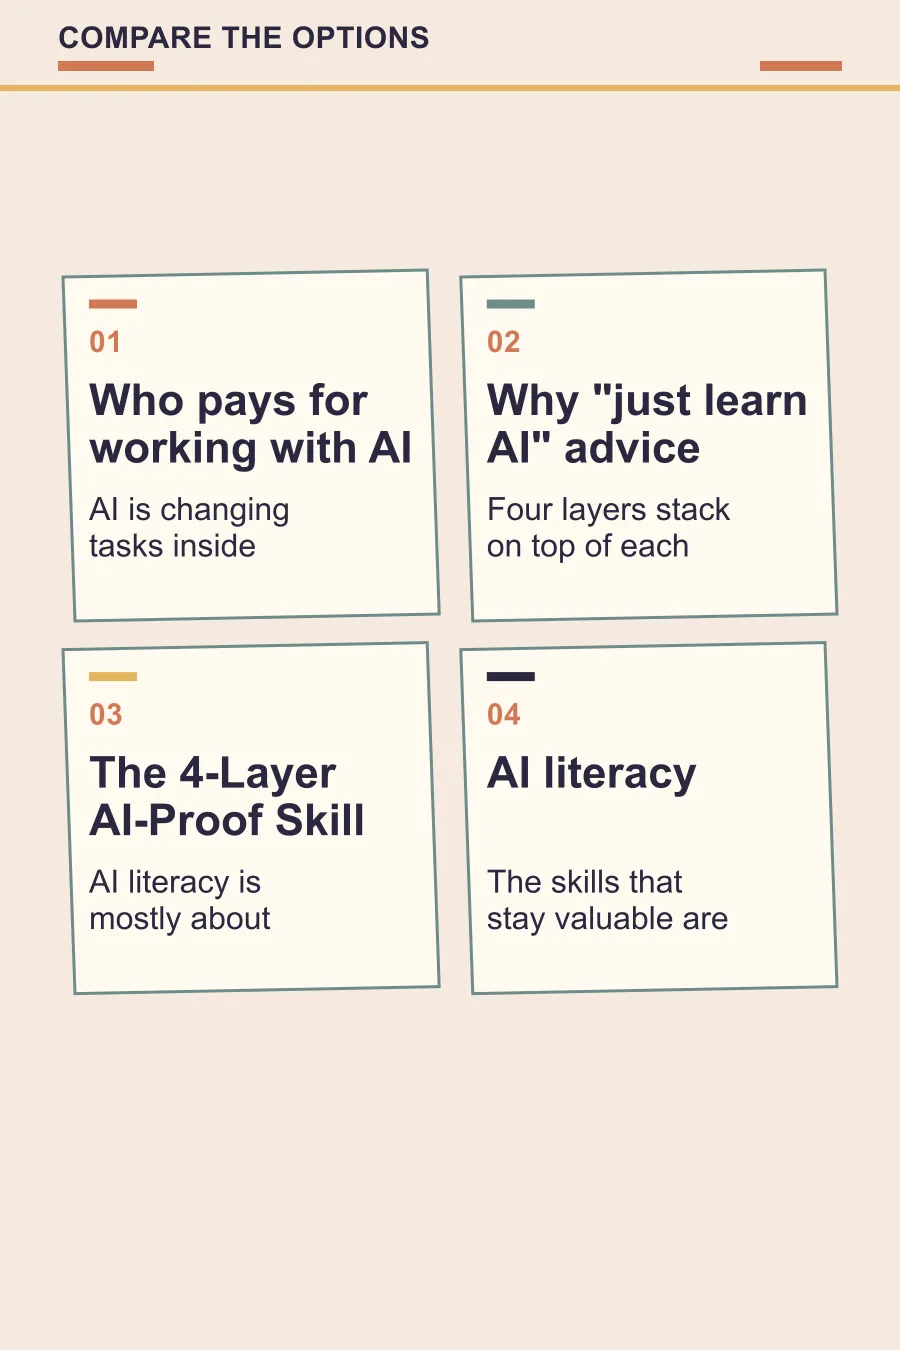 COMPARE THE OPTIONS
01
Who pays for
working with AI
AI is changing
tasks inside
02
Why "just learn
AI" advice
Four layers stack
on top of each
03
The 4-Layer
AI-Proof Skill
AI literacy is
mostly about
04
AI literacy
The skills that
stay valuable are